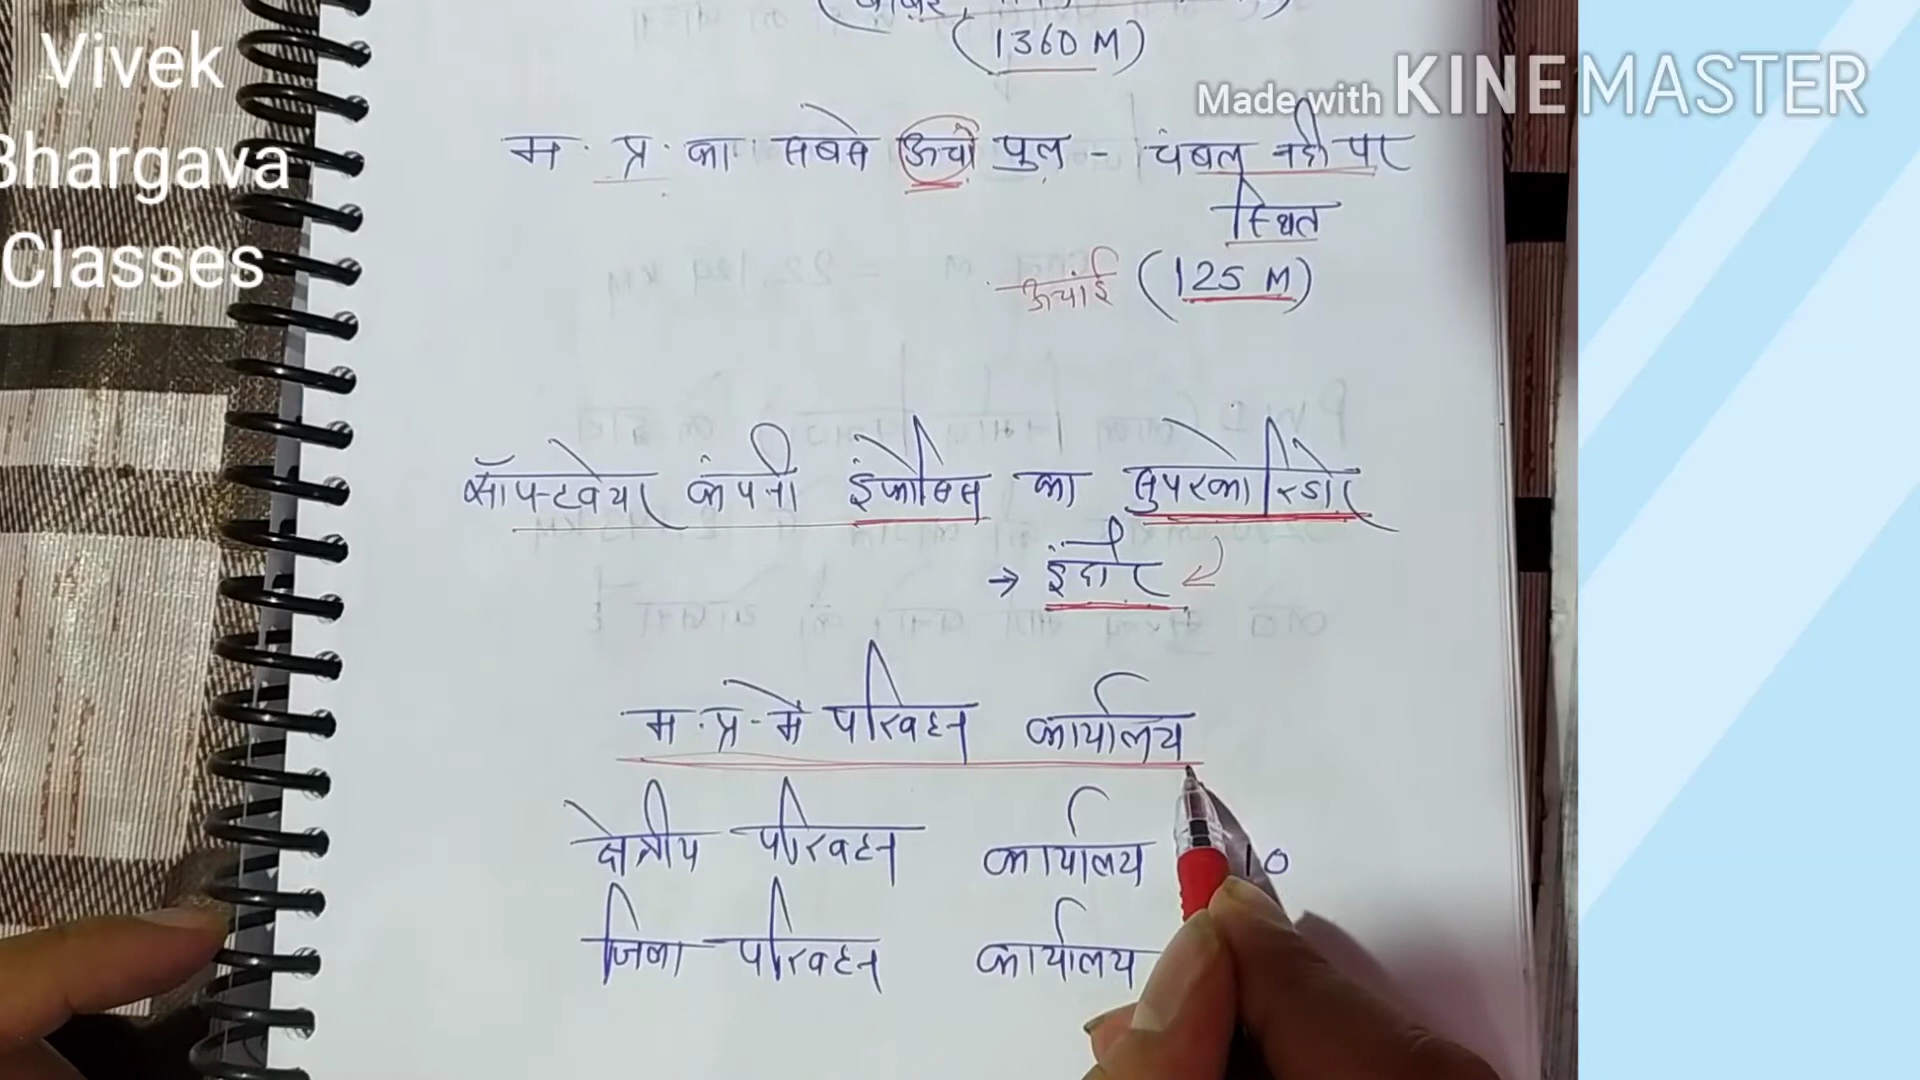 (1360 M)
म. प्र. का सबसे ऊंचा पुल - चंबल नदी पर
स्थित
ऊचांई (125 M)
सॉफ्टवेयर कंपनी इंफोसिस का सुपरकोरिडोर
→ इंदौर
म.प्र. मे परिवहन कार्यालय
क्षेत्रीय परिवहन कार्यालय 10
जिला परिवहन कार्यालय
Vivek
Bhargava
Classes
Made with KINEMASTER